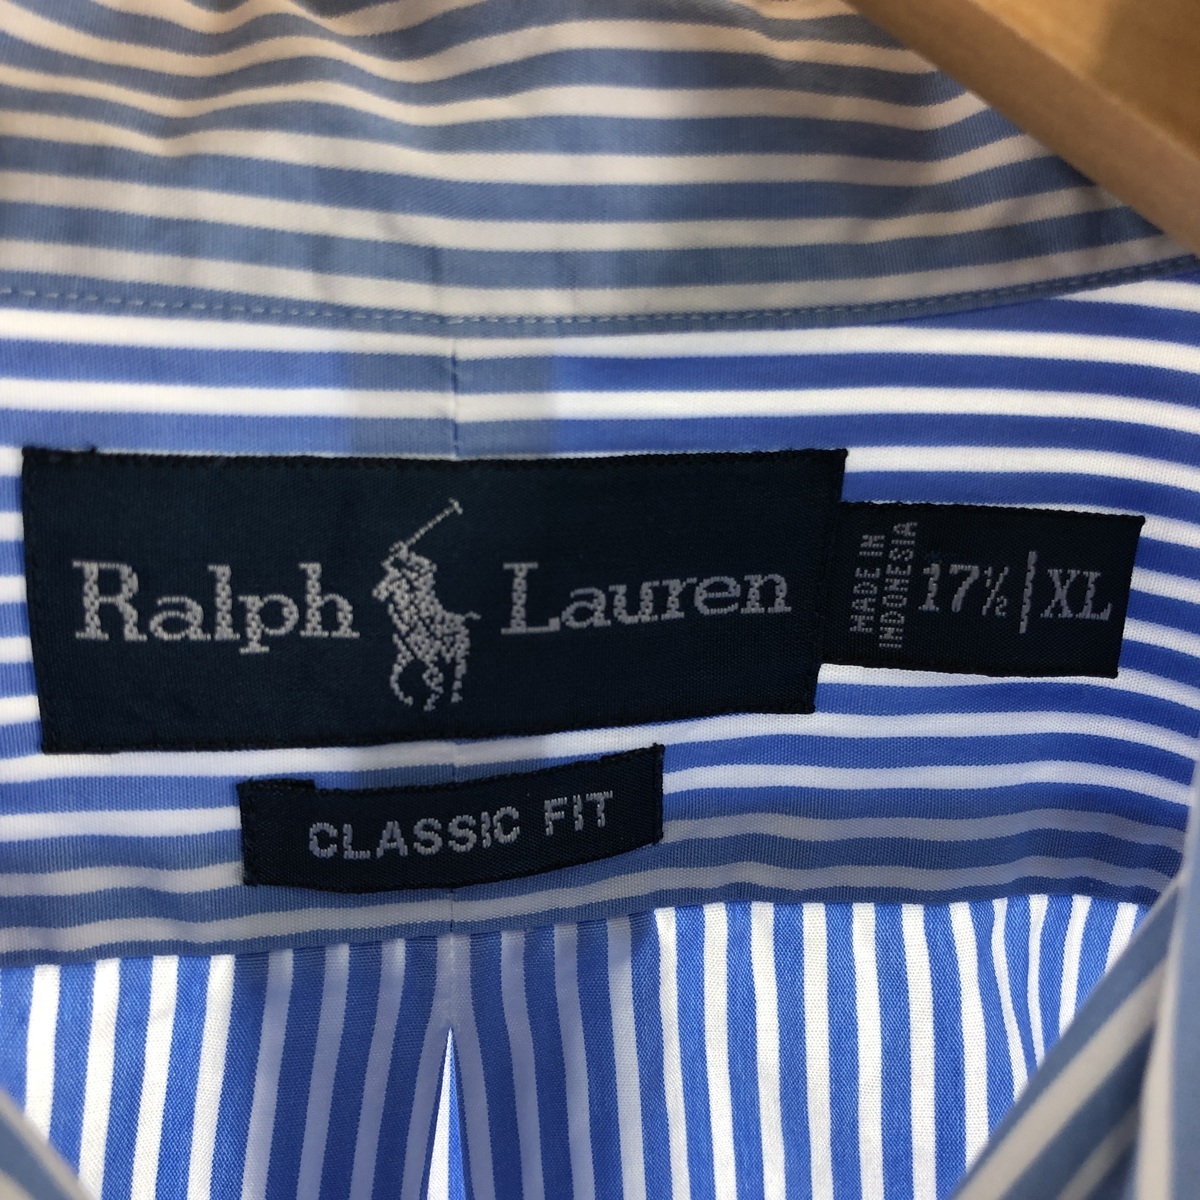 Ralph Lauren
MADE IN
INDONESIA
17½ | XL
CLASSIC FIT